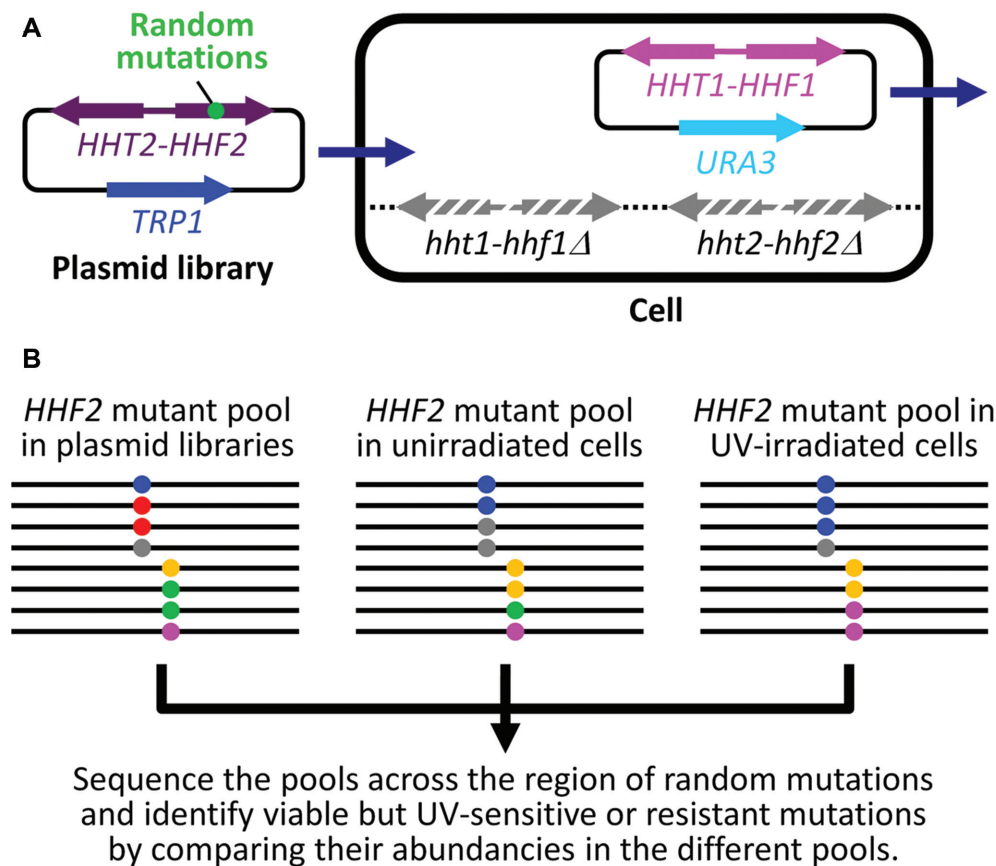 A
Random
mutations
HHT2-HHF2
TRP1
Plasmid library
HHT1-HHF1
URA3
hht1-hhf1Δ
hht2-hhf2Δ
Cell
B
HHF2 mutant pool
in plasmid libraries
HHF2 mutant pool
in unirradiated cells
HHF2 mutant pool in
UV-irradiated cells
Sequence the pools across the region of random mutations
and identify viable but UV-sensitive or resistant mutations
by comparing their abundancies in the different pools.